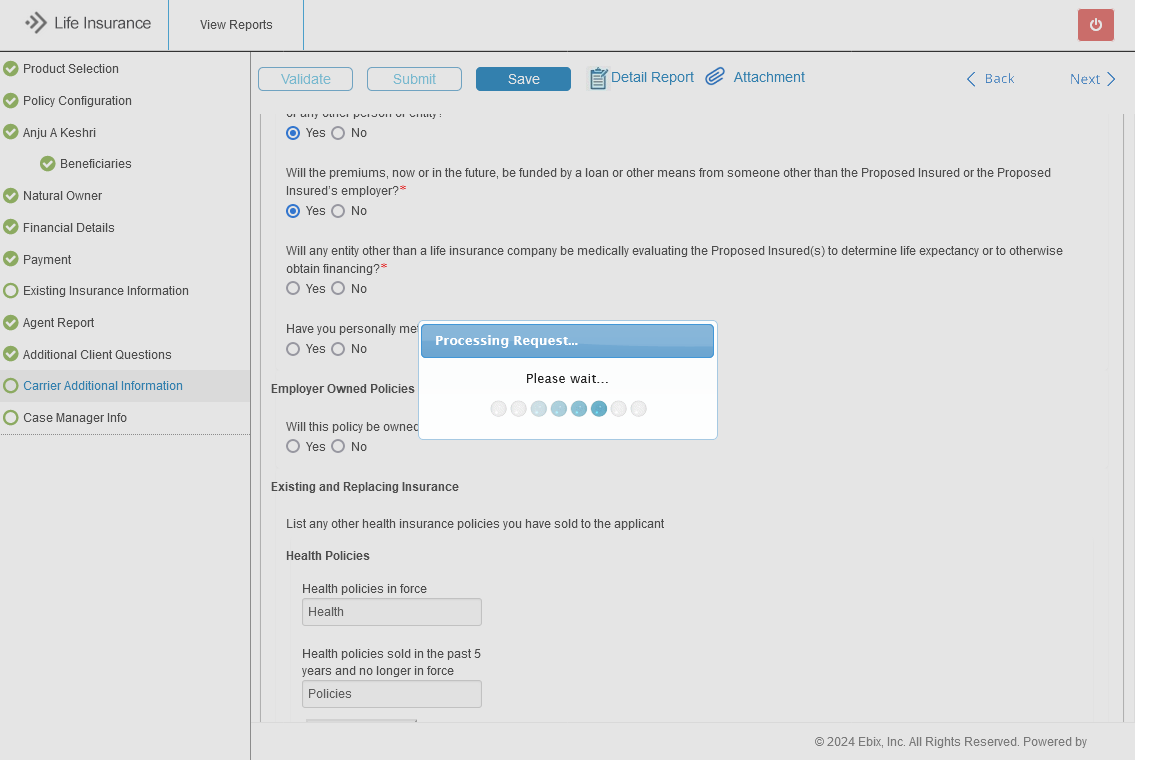 Life Insurance
View Reports
Product Selection
Policy Configuration
Anju A Keshri
Beneficiaries
Natural Owner
Financial Details
Payment
Existing Insurance Information
Agent Report
Additional Client Questions
Carrier Additional Information
Case Manager Info
Validate
Submit
Save
Detail Report
Attachment
Back
Next
or any other person or entity?
Yes No
Will the premiums, now or in the future, be funded by a loan or other means from someone other than the Proposed Insured or the Proposed
Insured's employer?*
Yes No
Will any entity other than a life insurance company be medically evaluating the Proposed Insured(s) to determine life expectancy or to otherwise
obtain financing?*
Yes No
Have you personally met
Yes No
Processing Request...
Please wait...
Employer Owned Policies
Will this policy be owned
Yes No
Existing and Replacing Insurance
List any other health insurance policies you have sold to the applicant
Health Policies
Health policies in force
Health
Health policies sold in the past 5
years and no longer in force
Policies
© 2024 Ebix, Inc. All Rights Reserved. Powered by